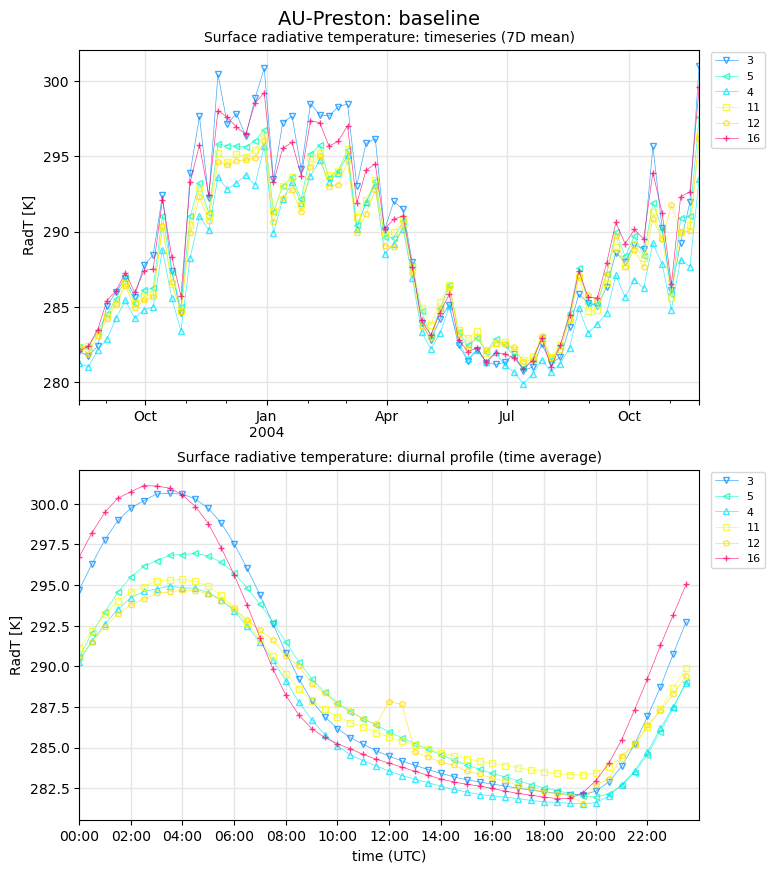 AU-Preston: baseline
Surface radiative temperature: timeseries (7D mean)
RadT [K]
300
295
290
285
280
Oct
Jan
2004
Apr
Jul
Oct
3
5
4
11
12
16
Surface radiative temperature: diurnal profile (time average)
RadT [K]
300.0
297.5
295.0
292.5
290.0
287.5
285.0
282.5
00:00 02:00 04:00 06:00 08:00 10:00 12:00 14:00 16:00 18:00 20:00 22:00
time (UTC)
3
5
4
11
12
16